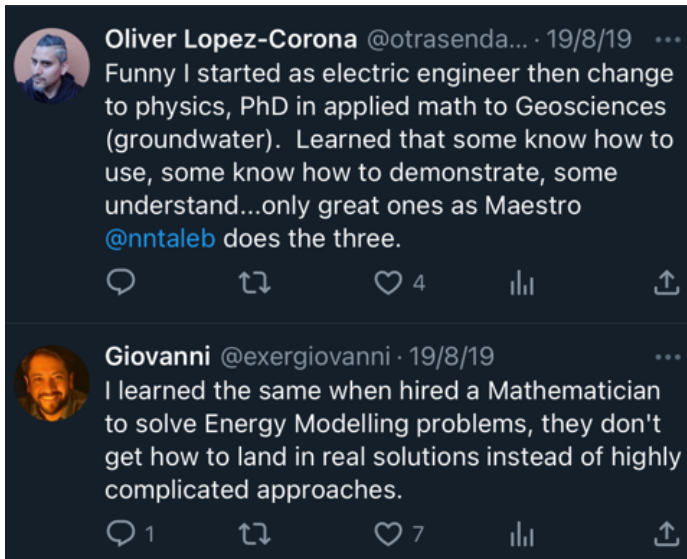 Oliver Lopez-Corona @otrasenda... · 19/8/19
Funny I started as electric engineer then change
to physics, PhD in applied math to Geosciences
(groundwater).  Learned that some know how to
use, some know how to demonstrate, some
understand...only great ones as Maestro
@nntaleb does the three.
4
Giovanni @exergiovanni · 19/8/19
I learned the same when hired a Mathematician
to solve Energy Modelling problems, they don't
get how to land in real solutions instead of highly
complicated approaches.
1 7